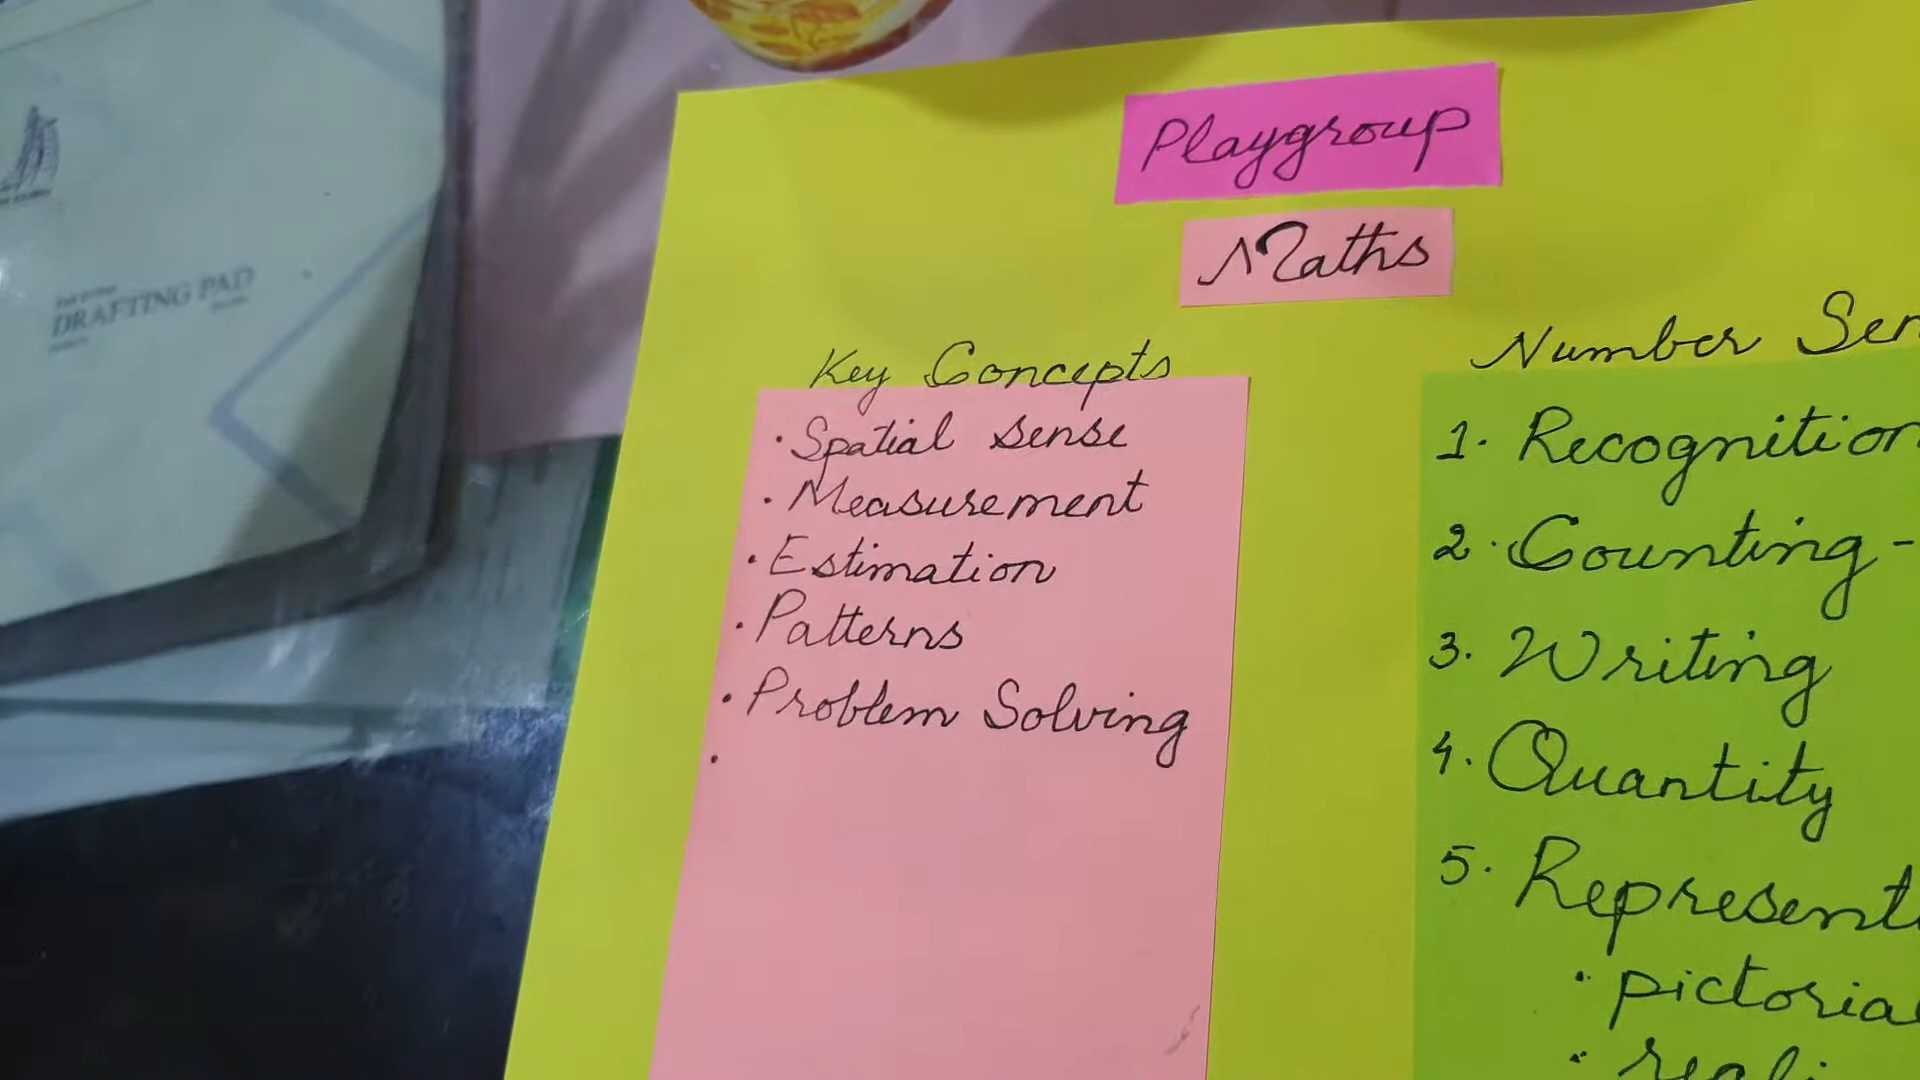 DRAFTING PAD
Playgroup
Maths
Key Concepts
· Spatial sense
· Measurement
· Estimation
· Patterns
· Problem Solving
·
Number Sen
1. Recognition
2. Counting -
3. Writing
4. Quantity
5. Represent
· pictoria